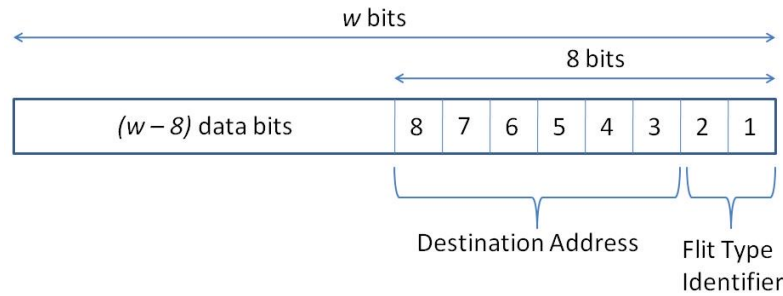 w bits
8 bits
(w – 8) data bits 8 7 6 5 4 3 2 1
Destination Address
Flit Type
Identifier